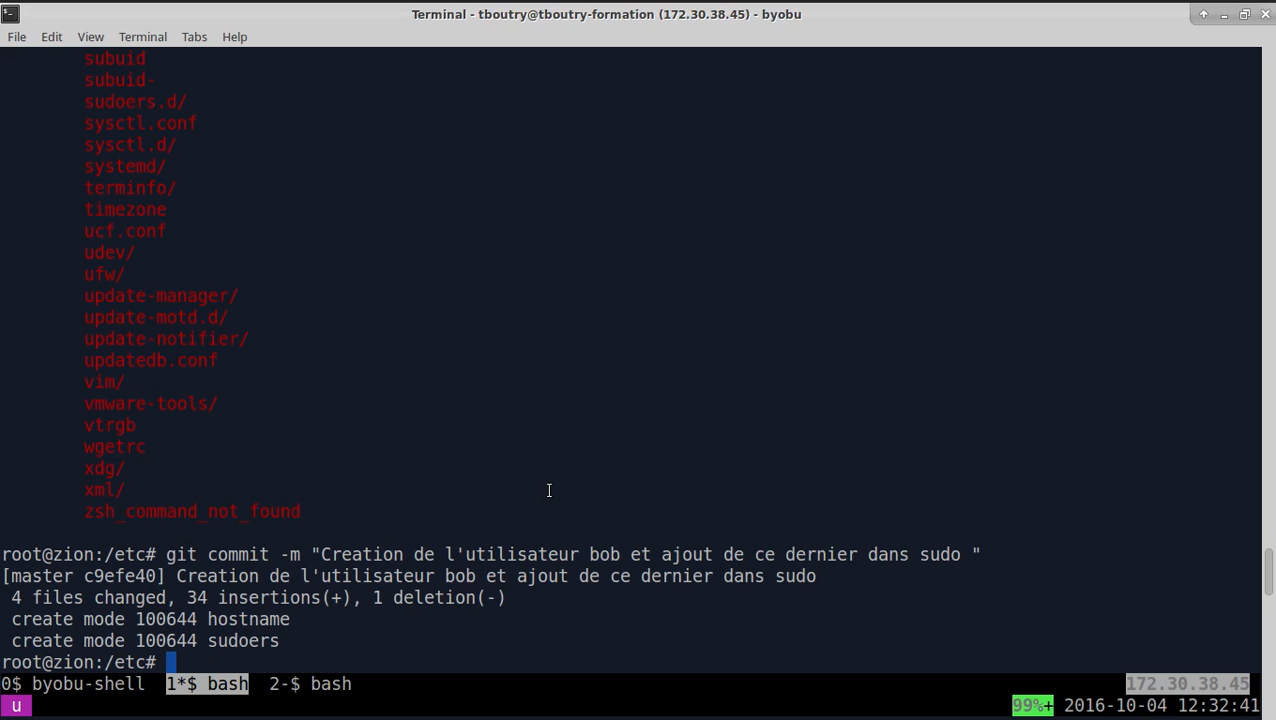 Terminal - tboutry@tboutry-formation (172.30.38.45) - byobu
File Edit View Terminal Tabs Help
subuid
subuid-
sudoers.d/
sysctl.conf
sysctl.d/
systemd/
terminfo/
timezone
ucf.conf
udev/
ufw/
update-manager/
update-motd.d/
update-notifier/
updatedb.conf
vim/
vmware-tools/
vtrgb
wgetrc
xdg/
xml/
zsh_command_not_found
root@zion:/etc# git commit -m "Creation de l'utilisateur bob et ajout de ce dernier dans sudo "
[master c9efe40] Creation de l'utilisateur bob et ajout de ce dernier dans sudo
4 files changed, 34 insertions(+), 1 deletion(-)
create mode 100644 hostname
create mode 100644 sudoers
root@zion:/etc#
0$ byobu-shell 1*$ bash 2-$ bash 172.30.38.45
u 99%+ 2016-10-04 12:32:41